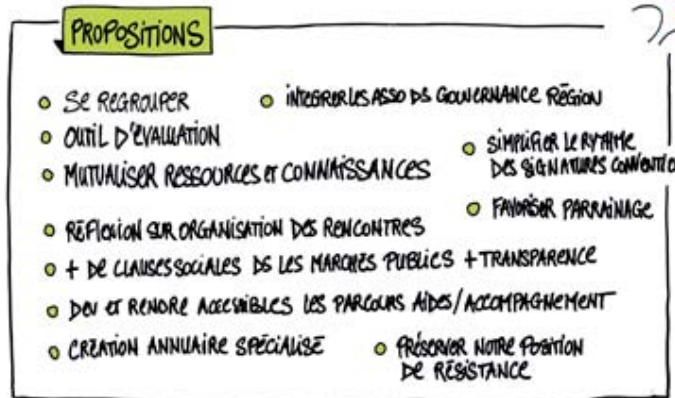 PROPOSITIONS
SE REGROUPER
INTEGRER LES ASSO DS GOUVERNANCE RÉGION
OUTIL D'ÉVALUATION
SIMPLIFIER LE RYTHME
DES SIGNATURES CONVENTIO
MUTUALISER RESSOURCES ET CONNAISSANCES
FAVORISER PARRAINAGE
RÉFLEXION SUR ORGANISATION DES RENCONTRES
+ DE CLAUSES SOCIALES DS LES MARCHÉS PUBLICS + TRANSPARENCE
DEV ET RENDRE ACCESSIBLES LES PARCOURS AIDES/ACCOMPAGNEMENT
CRÉATION ANNUAIRE SPÉCIALISÉ
PRÉSERVER NOTRE POSITION
DE RÉSISTANCE